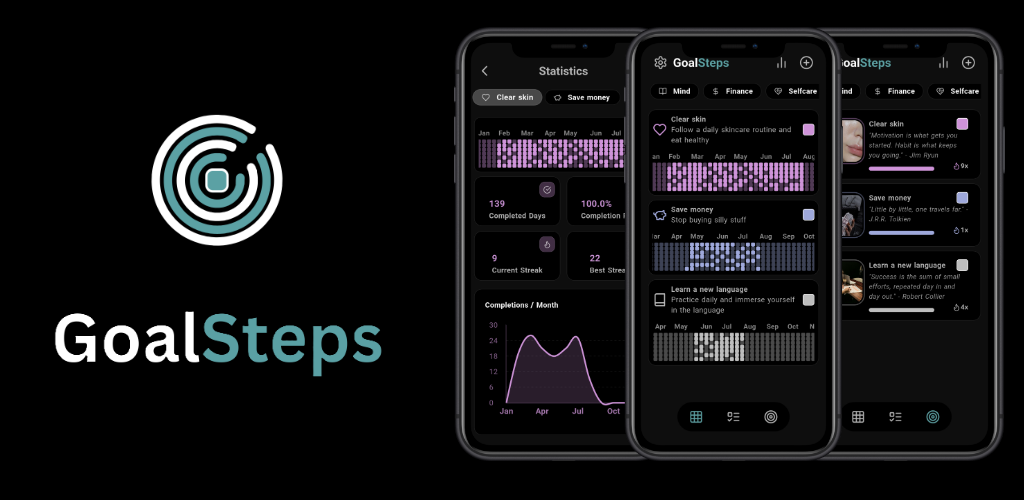 GoalSteps
Statistics
Clear skin
Save money
Jan Feb Mar Apr May Jun Jul
139
Completed Days
100.0%
Completion
9
Current Streak
22
Best Strea
Completions / Month
30
24
18
12
6
0
Jan Apr Jul Oct
GoalSteps
Mind
Finance
Selfcare
Clear skin
Follow a daily skincare routine and
eat healthy
an Feb Mar Apr May Jun Jul Aug
Save money
Stop buying silly stuff
Apr May Jun Jul Aug Sep Oct
Learn a new language
Practice daily and immerse yourself
in the language
Apr May Jun Jul Aug Sep Oct N
oalSteps
ind
Finance
Selfcare
Clear skin
"Motivation is what gets you
started. Habit is what keeps
you going." - Jim Ryun
9x
Save money
"Little by little, one travels far" -
J.R.R. Tolkien
1x
Learn a new language
"Success is the sum of small
efforts, repeated day in and
day out." - Robert Collier
4x